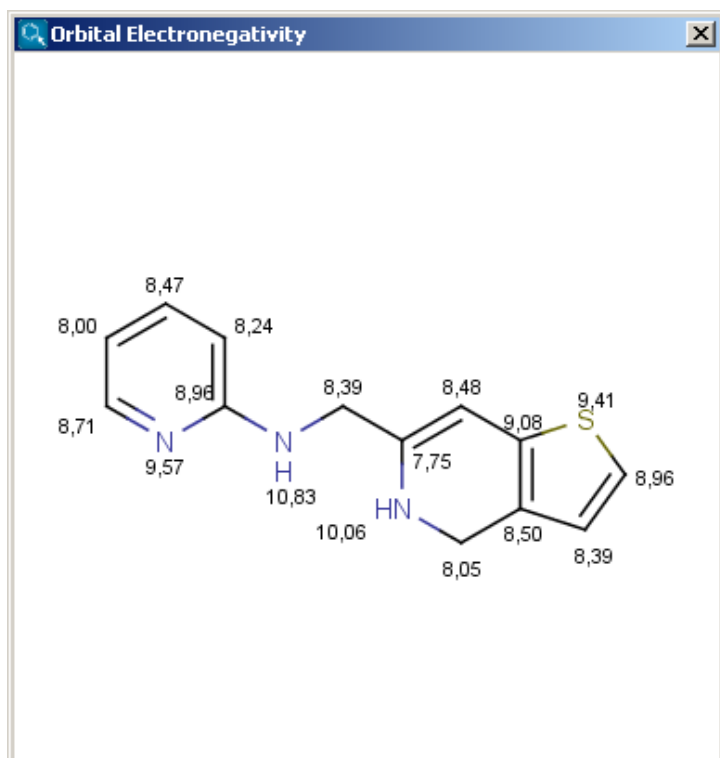 Orbital Electronegativity
8,47
8,00
8,24
8,96
8,39
8,48
9,41
S
8,71
N
9,08
9,57
N
H
7,75
8,96
10,83
HN
10,06
8,50
8,39
8,05